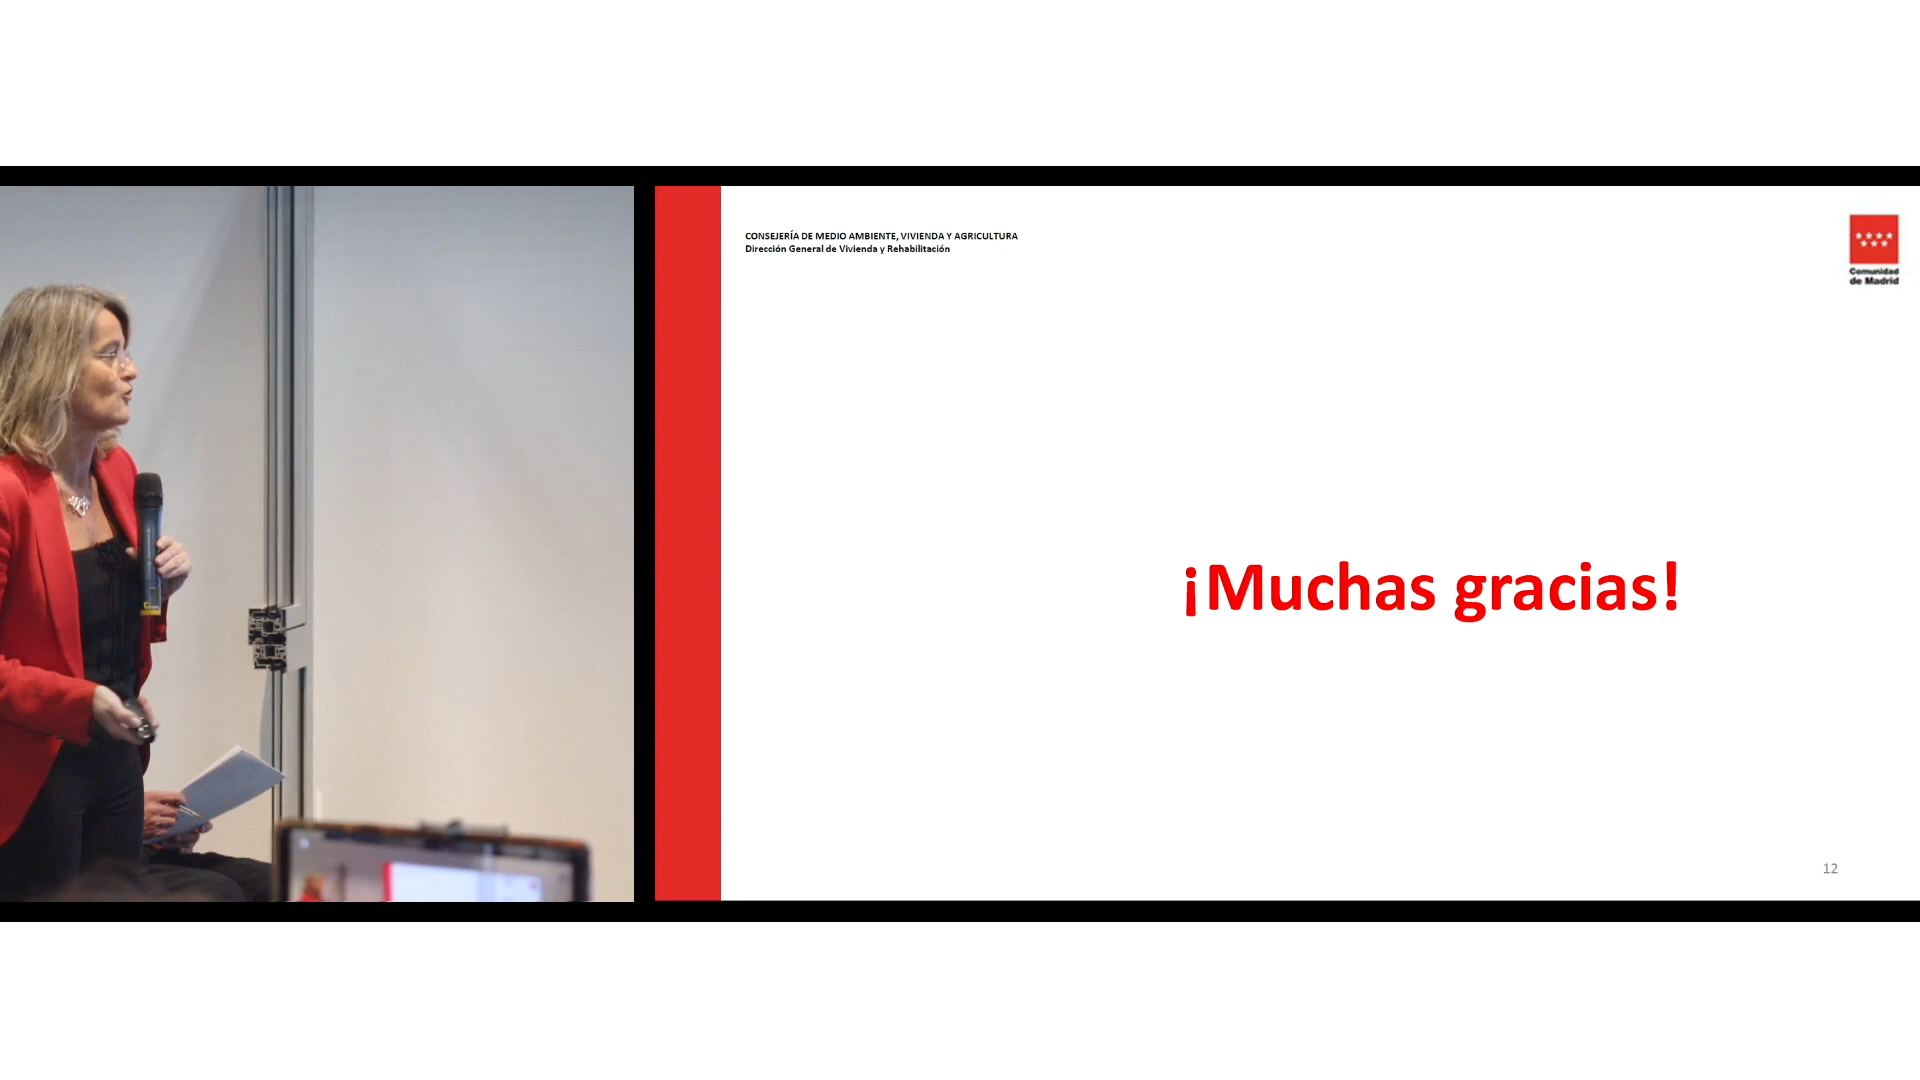 CONSEJERÍA DE MEDIO AMBIENTE, VIVIENDA Y AGRICULTURA
Dirección General de Vivienda y Rehabilitación
Comunidad
de Madrid
¡Muchas gracias!
12